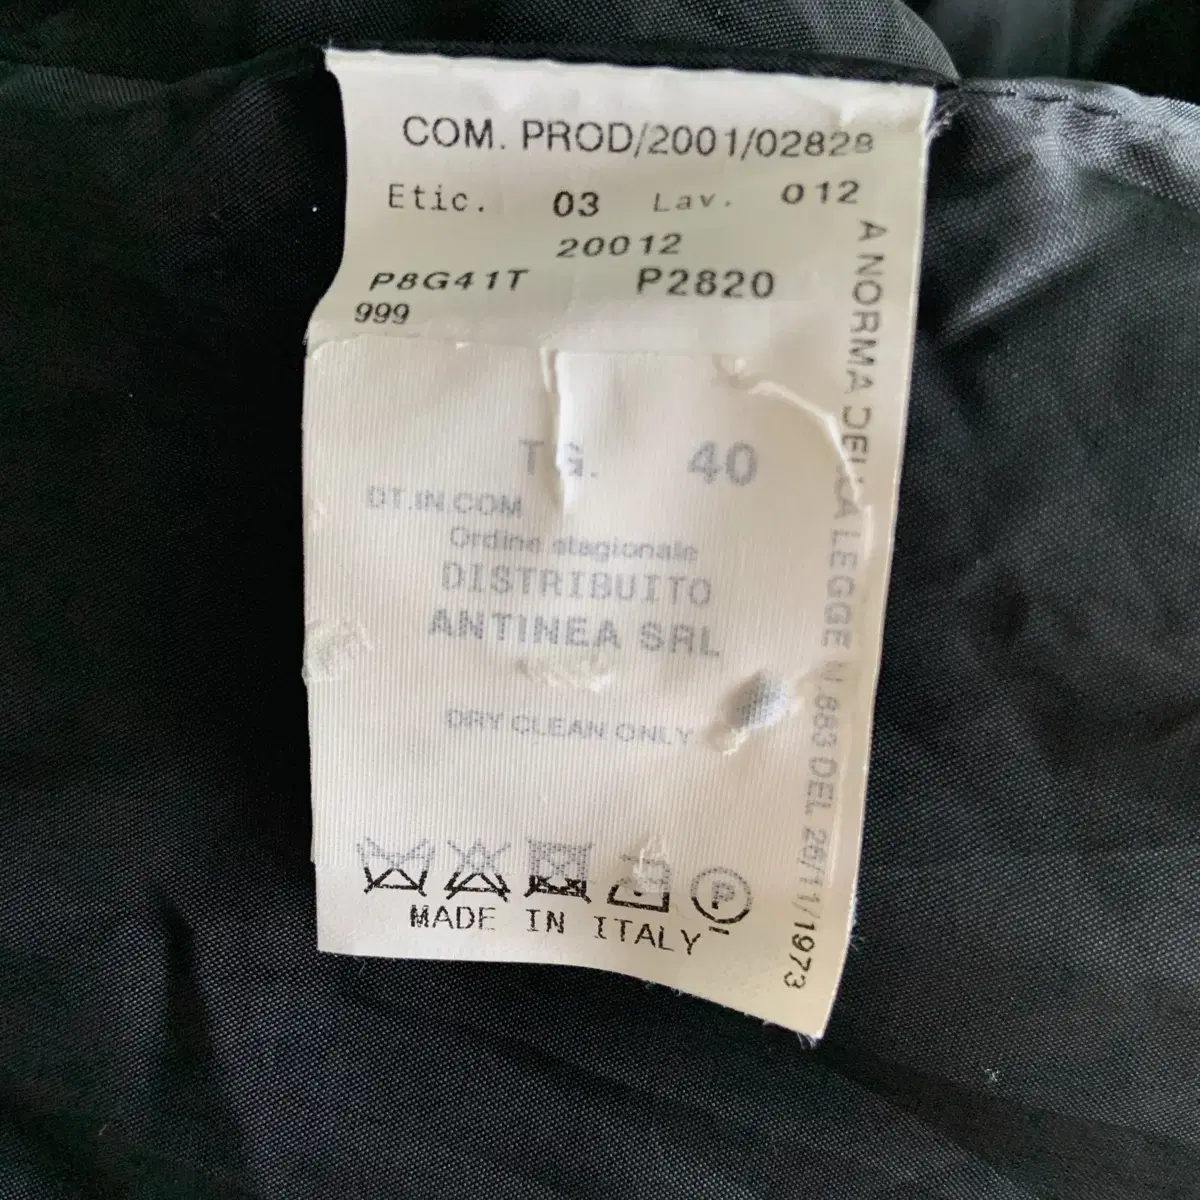 COM. PROD/2001/02828
Etic. 03 Lav. 012
20012
P8G41T P2820
999
TG. 40
DT.IN.COM
Ordine stagionale
DISTRIBUITO
ANTINEA SRL
DRY CLEAN ONLY
P
MADE IN ITALY
A NORMA DELLA LEGGE N.883 DEL 26/11/1973